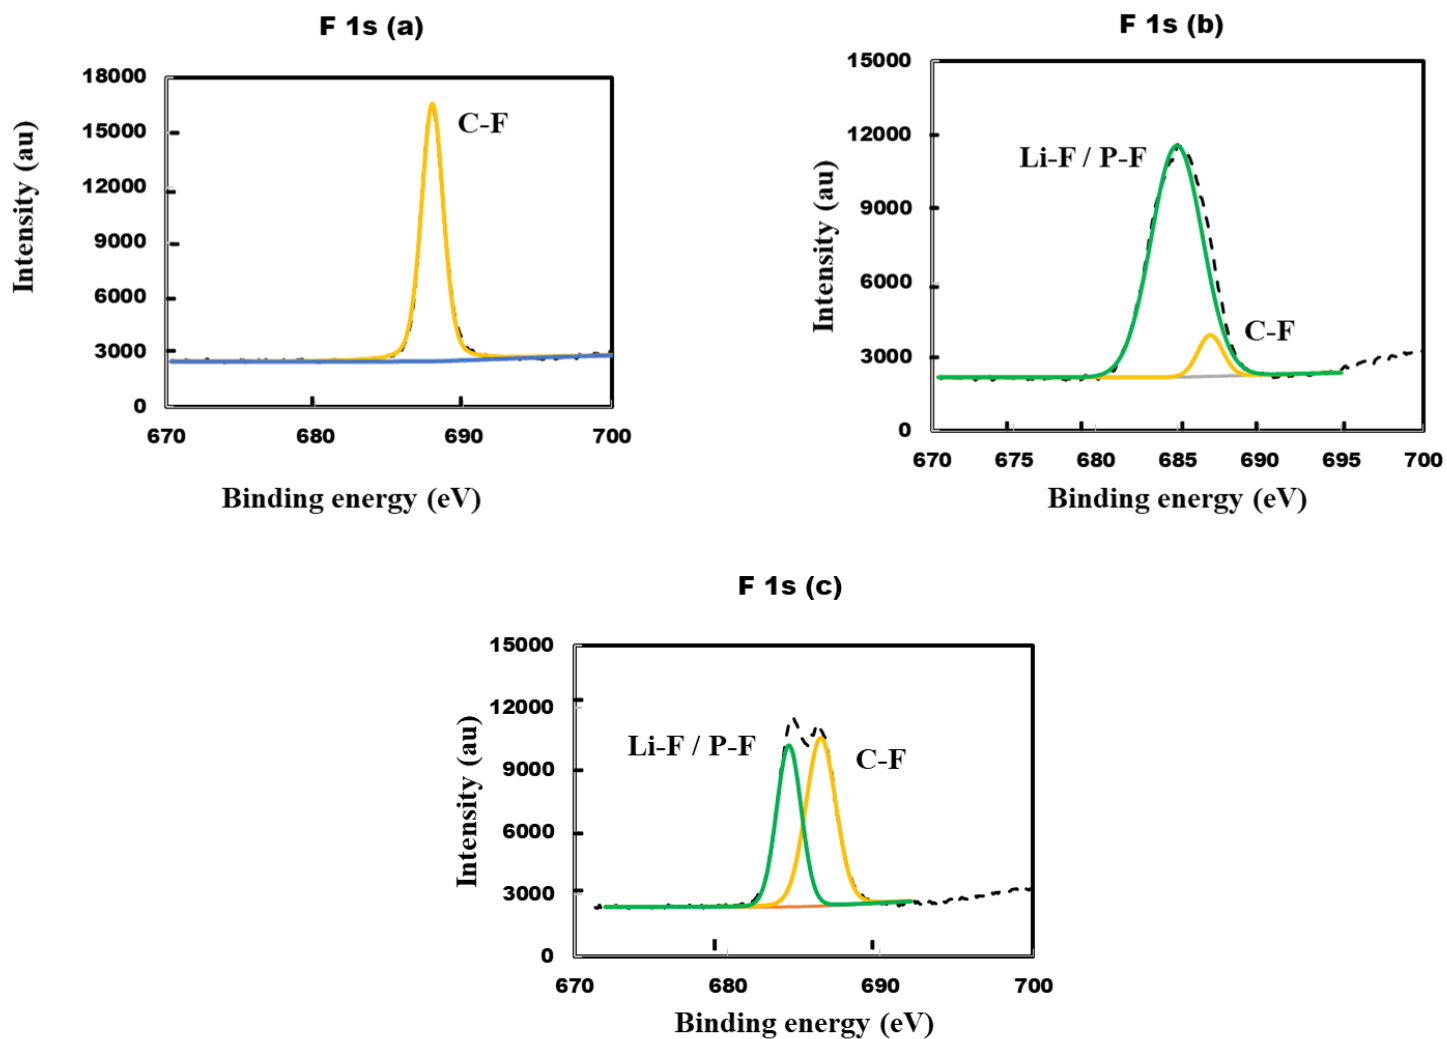 F 1s (a)
18000
15000
12000
9000
6000
3000
0
Intensity (au)
C-F
670 680 690 700
Binding energy (eV)
F 1s (b)
15000
12000
9000
6000
3000
0
Intensity (au)
Li-F / P-F
C-F
670 675 680 685 690 695 700
Binding energy (eV)
F 1s (c)
15000
12000
9000
6000
3000
0
Intensity (au)
Li-F / P-F
C-F
670 680 690 700
Binding energy (eV)